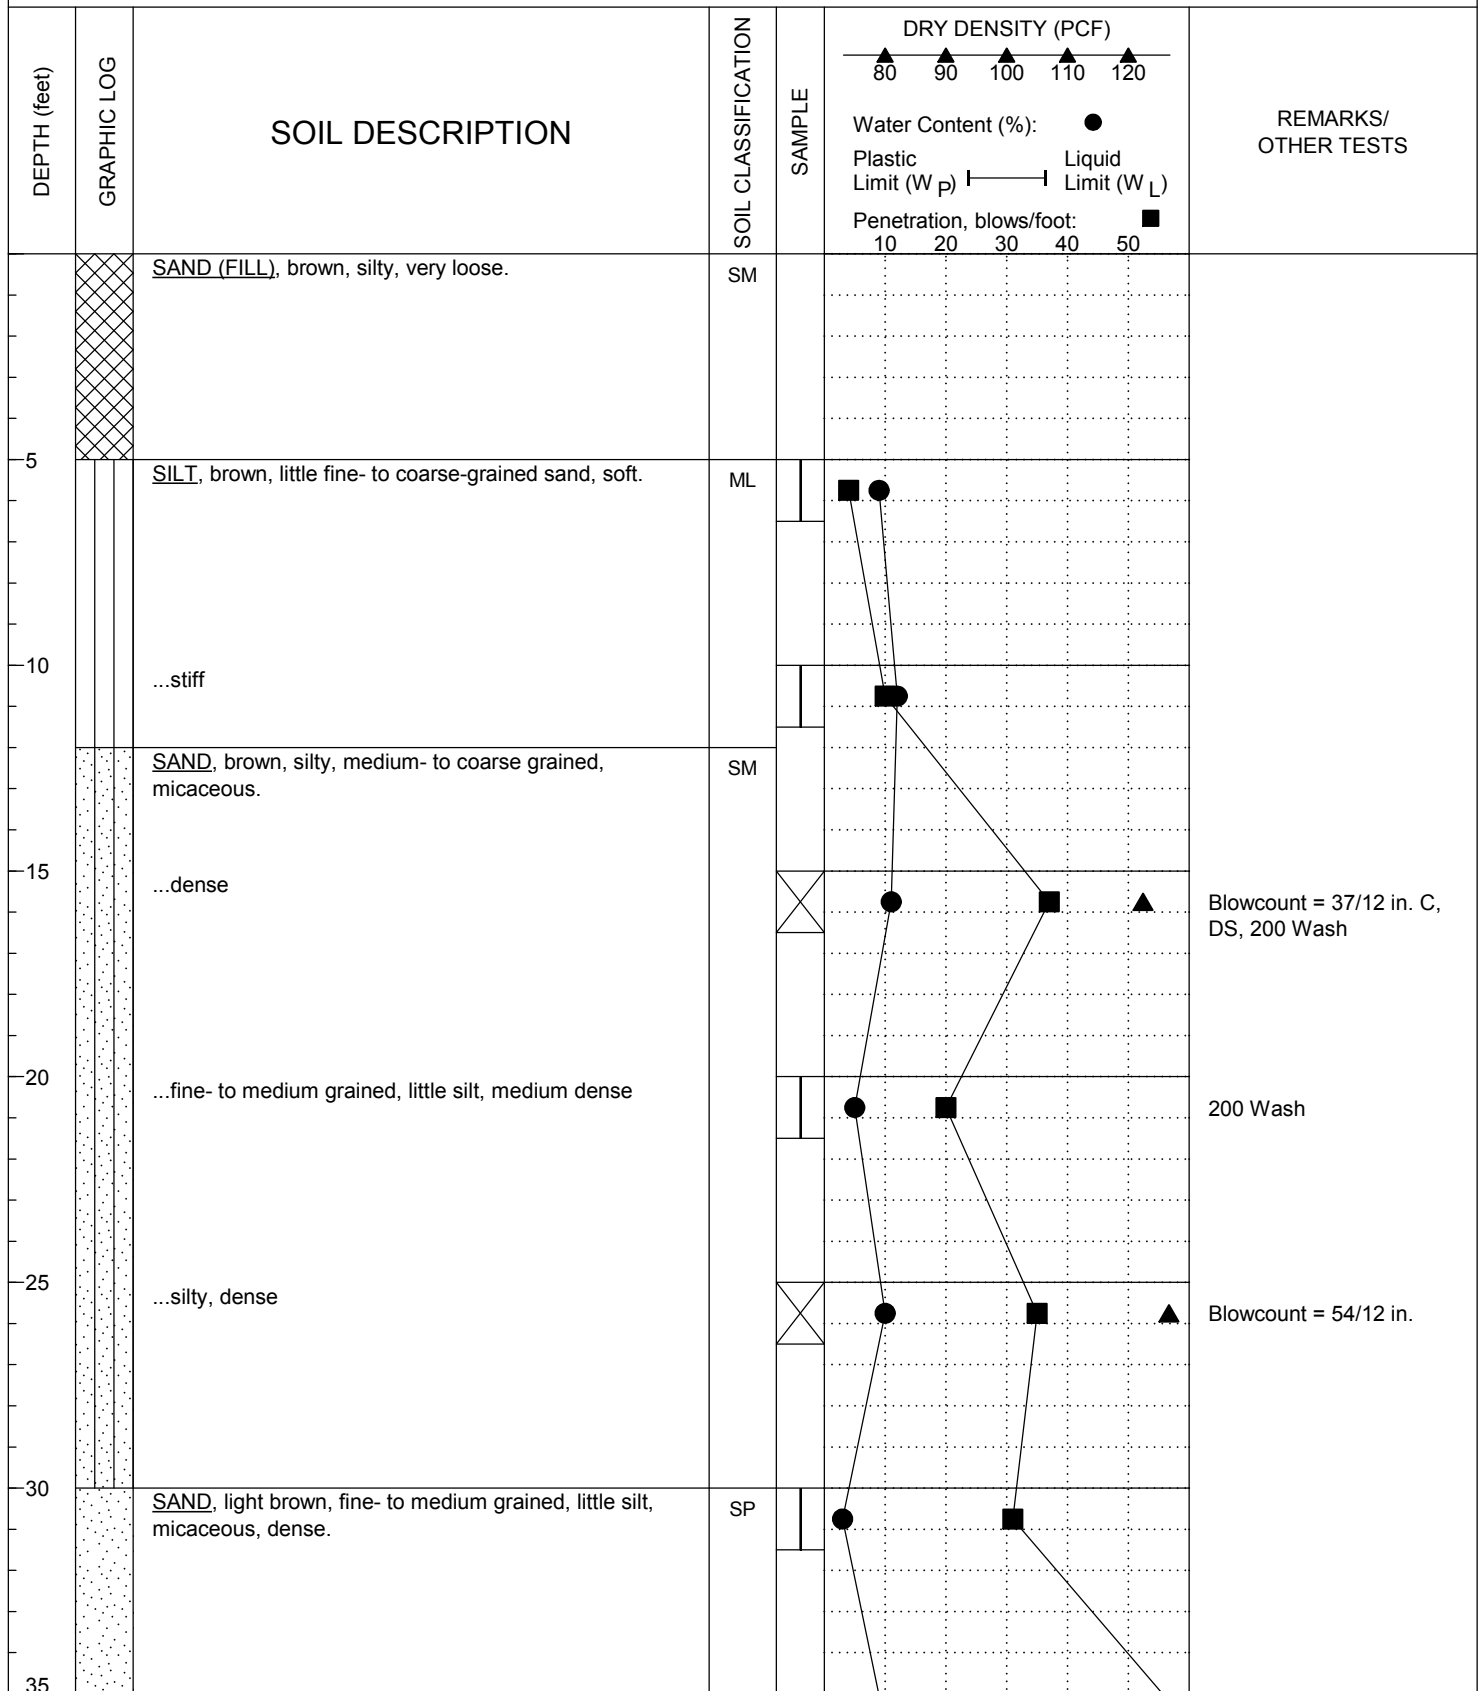 DEPTH (feet)
GRAPHIC LOG
SOIL DESCRIPTION
SOIL CLASSIFICATION
SAMPLE
DRY DENSITY (PCF)
80 90 100 110 120
Water Content (%):
Plastic Limit (W P)
Liquid Limit (W L)
Penetration, blows/foot:
10 20 30 40 50
REMARKS/
OTHER TESTS
SAND (FILL), brown, silty, very loose.
SM
5
SILT, brown, little fine- to coarse-grained sand, soft.
ML
10
...stiff
SAND, brown, silty, medium- to coarse grained,
micaceous.
SM
15
...dense
Blowcount = 37/12 in. C,
DS, 200 Wash
20
...fine- to medium grained, little silt, medium dense
200 Wash
25
...silty, dense
Blowcount = 54/12 in.
30
SAND, light brown, fine- to medium grained, little silt,
micaceous, dense.
SP
35